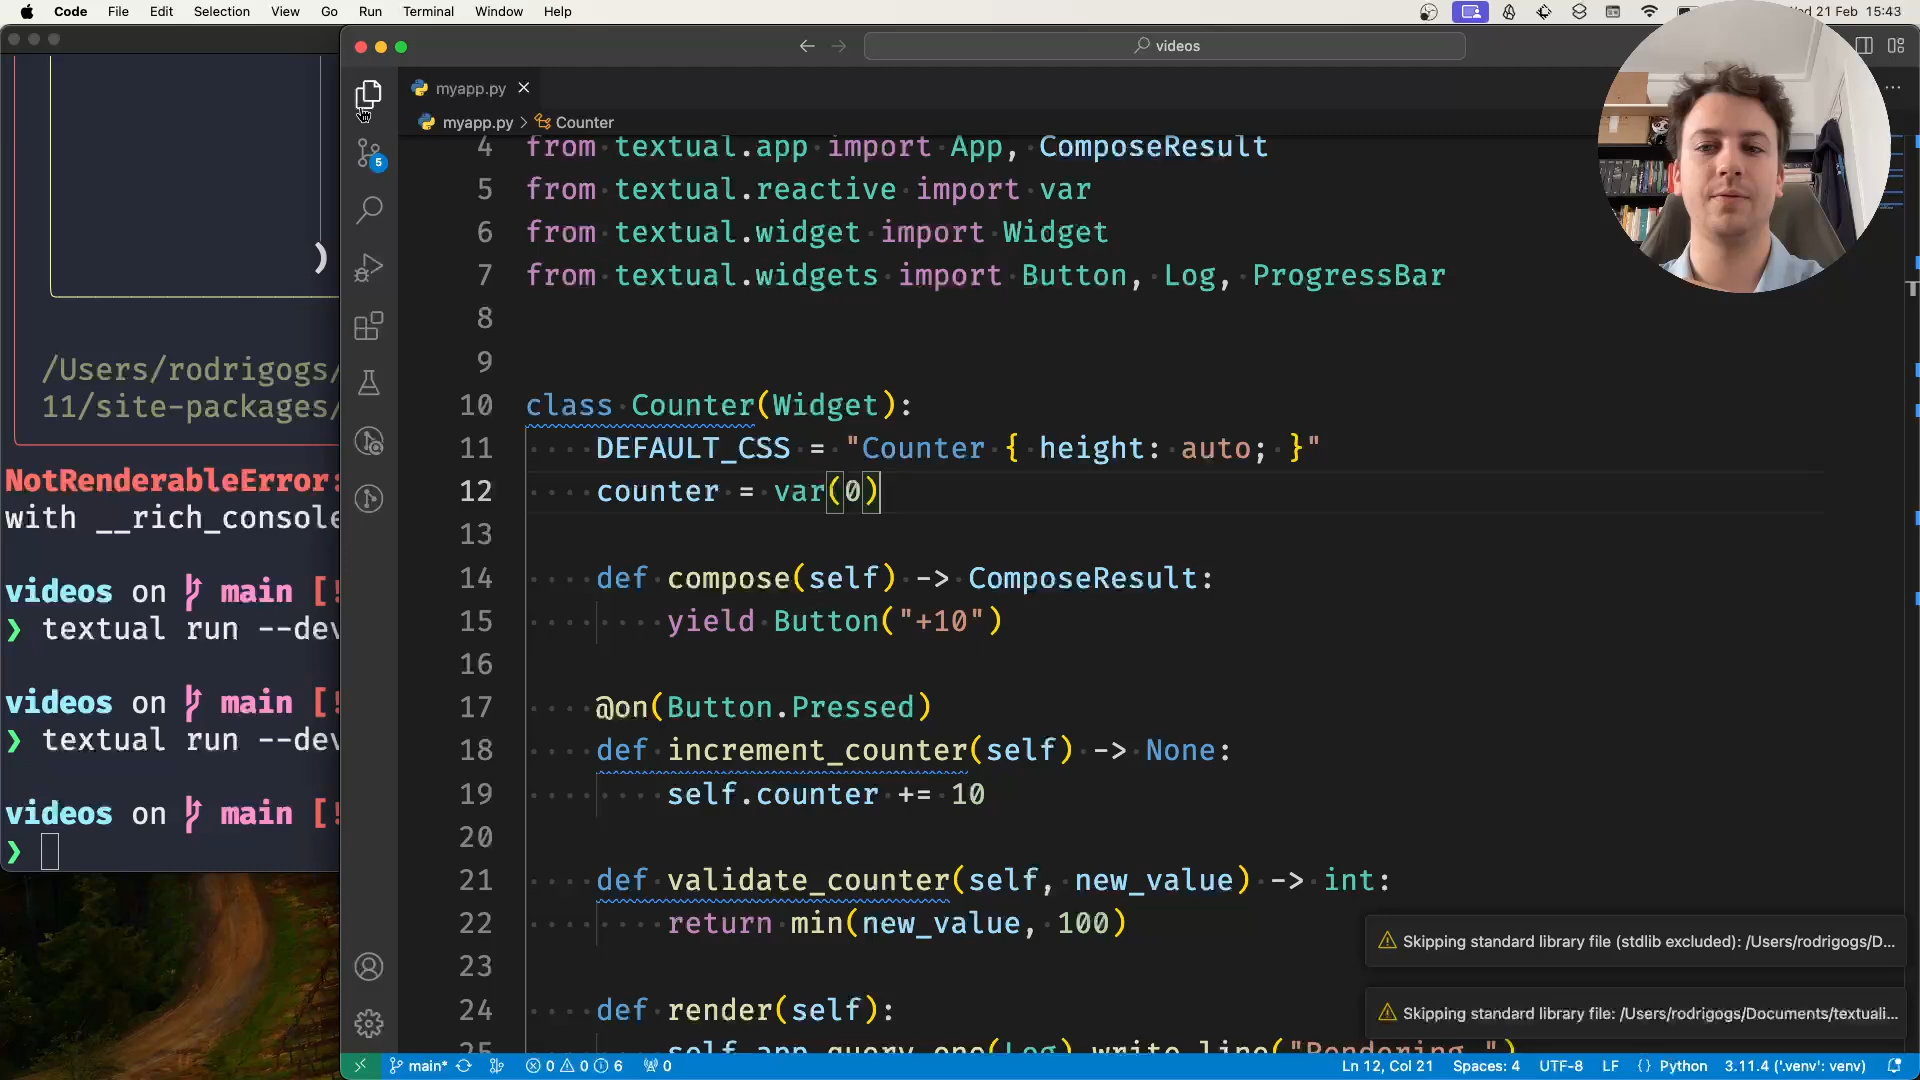 Code File Edit Selection View Go Run Terminal Window Help
21 Feb 15:43
videos
myapp.py
myapp.py > Counter
5
4 from textual.app import App, ComposeResult
5 from textual.reactive import var
6 from textual.widget import Widget
7 from textual.widgets import Button, Log, ProgressBar
8
9
10 class Counter(Widget):
11 DEFAULT_CSS = "Counter { height: auto; }"
12 counter = var(0)
13
14 def compose(self) -> ComposeResult:
15 yield Button("+10")
16
17 @on(Button.Pressed)
18 def increment_counter(self) -> None:
19 self.counter += 10
20
21 def validate_counter(self, new_value) -> int:
22 return min(new_value, 100)
23
24 def render(self):
25 self.app.query_one(Log).write_line("Rendering.")
)
/Users/rodrigogs/
11/site-packages/
NotRenderableError:
with __rich_console
videos on main [!
❯ textual run --dev
videos on main [!
❯ textual run --dev
videos on main [!
❯
Skipping standard library file (stdlib excluded): /Users/rodrigogs/D...
Skipping standard library file: /Users/rodrigogs/Documents/textuali...
main* 0 0 6 0
Ln 12, Col 21 Spaces: 4 UTF-8 LF {} Python 3.11.4 ('.venv': venv)